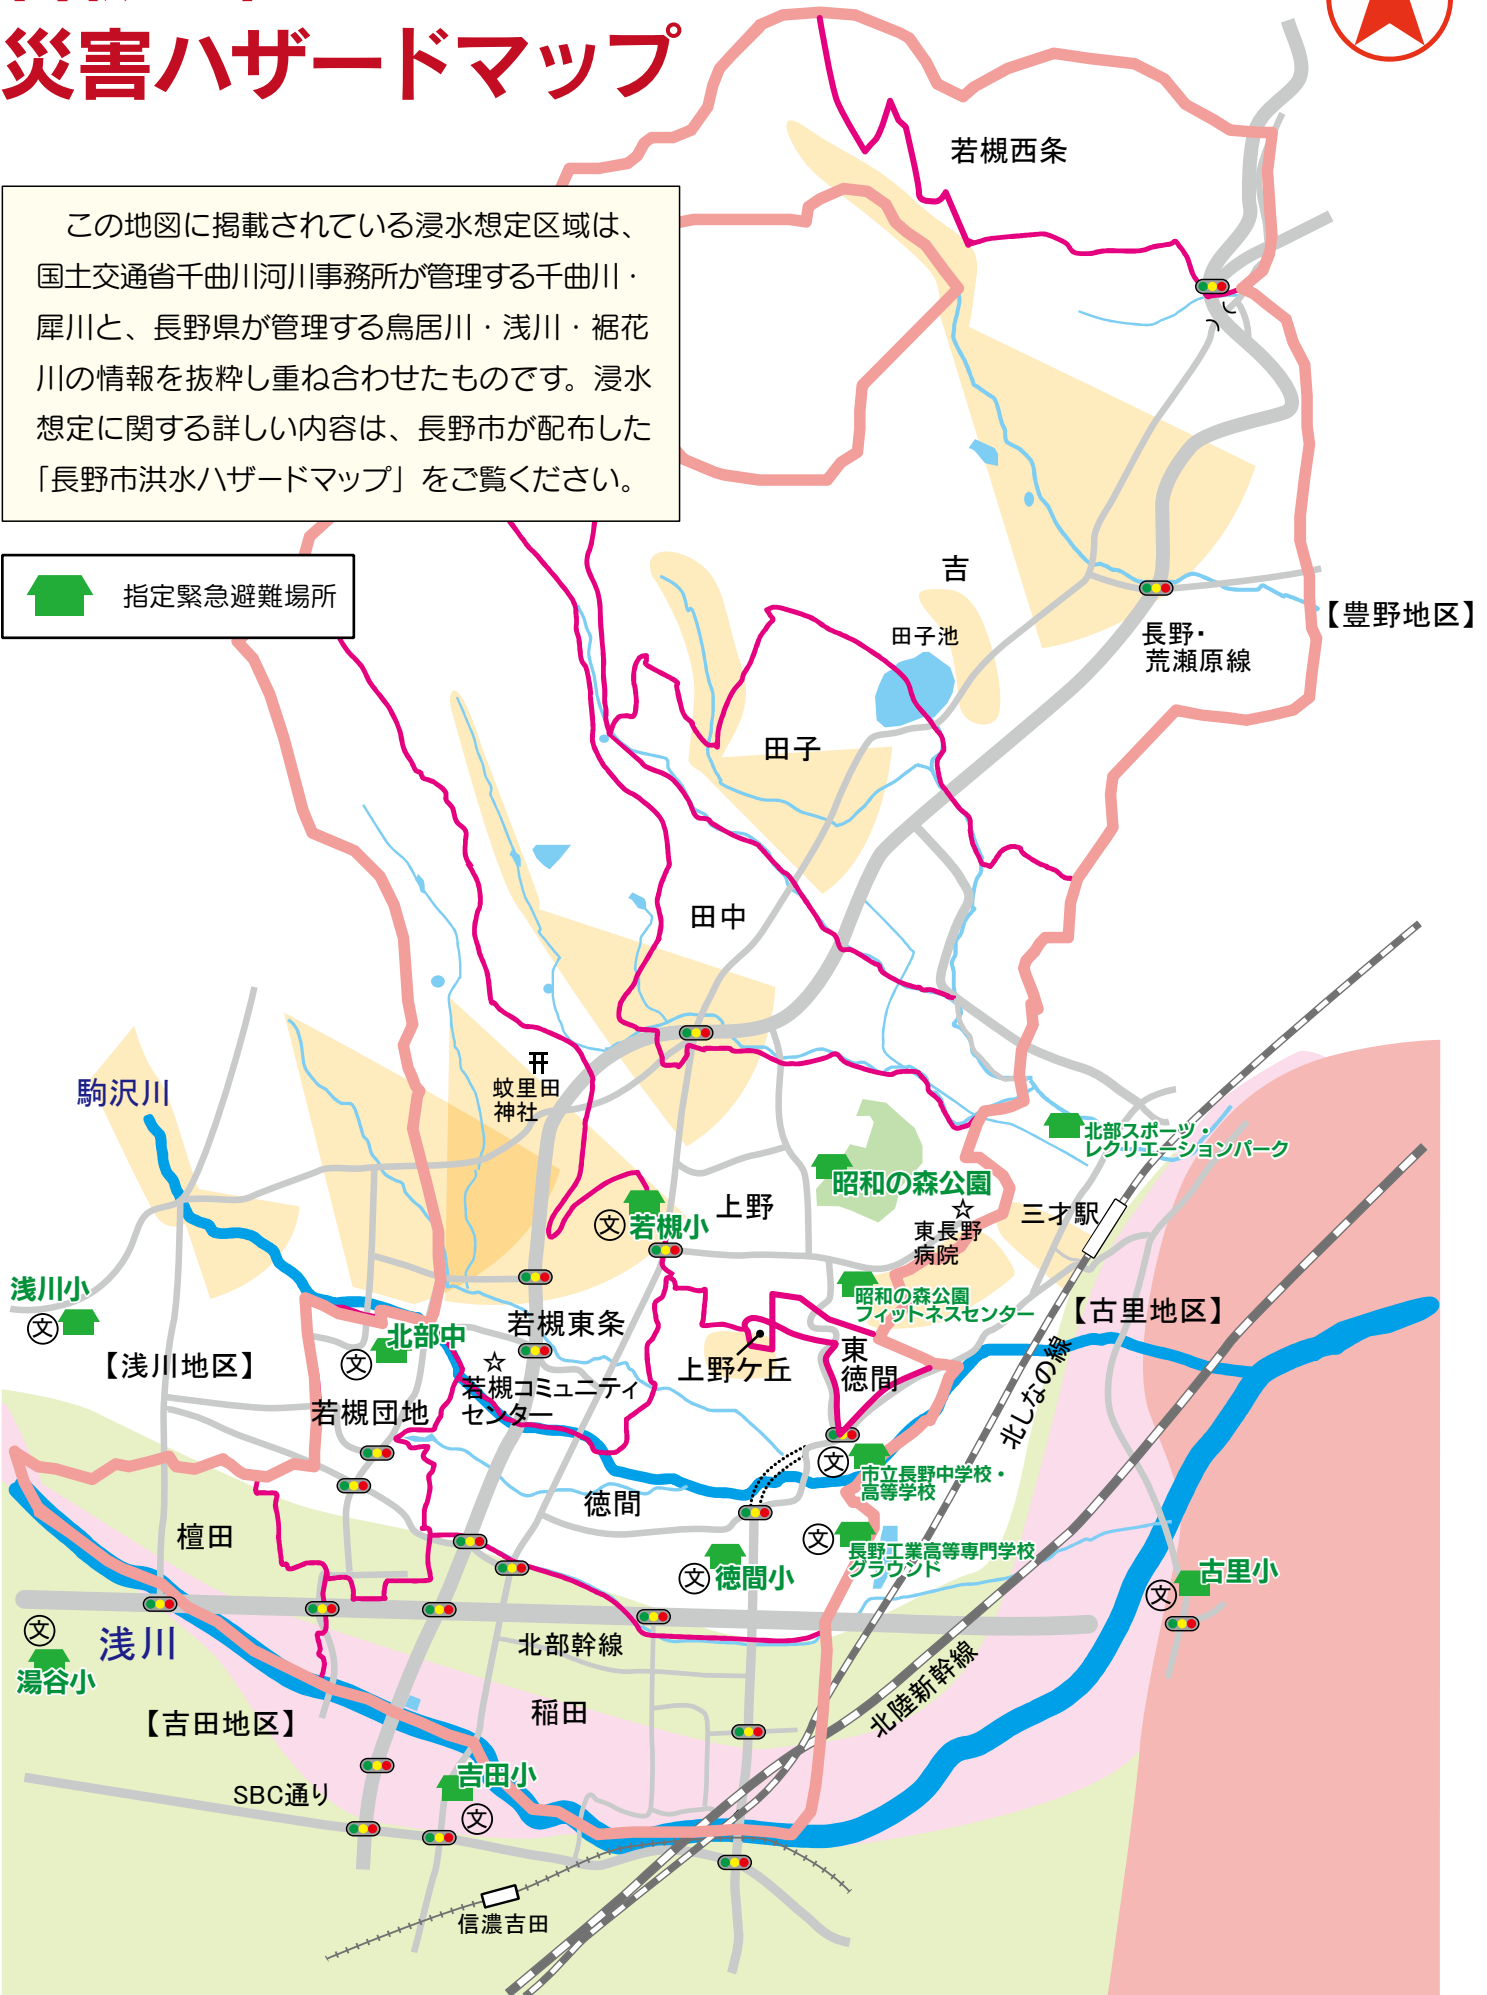 災害ハザードマップ
この地図に掲載されている浸水想定区域は、
国土交通省千曲川河川事務所が管理する千曲川・
犀川と、長野県が管理する鳥居川・浅川・裾花
川の情報を抜粋し重ね合わせたものです。浸水
想定に関する詳しい内容は、長野市が配布した
「長野市洪水ハザードマップ」をご覧ください。
指定緊急避難場所
若槻西条
吉
田子池
長野・
荒瀬原線
【豊野地区】
田子
田中
駒沢川
蚊里田
神社
北部スポーツ・
レクリエーションパーク
昭和の森公園
上野
文
若槻小
東長野
病院
三才駅
浅川小
文
昭和の森公園
フィットネスセンター
【古里地区】
北部中
文
若槻東条
【浅川地区】
上野ケ丘
東
徳間
若槻コミュニティ
センター
若槻団地
北しなの線
文
市立長野中学校・
高等学校
徳間
檀田
文
長野工業高等専門学校
グラウンド
文
徳間小
古里小
文
文
湯谷小
浅川
北部幹線
北陸新幹線
稲田
【吉田地区】
吉田小
文
SBC通り
信濃吉田